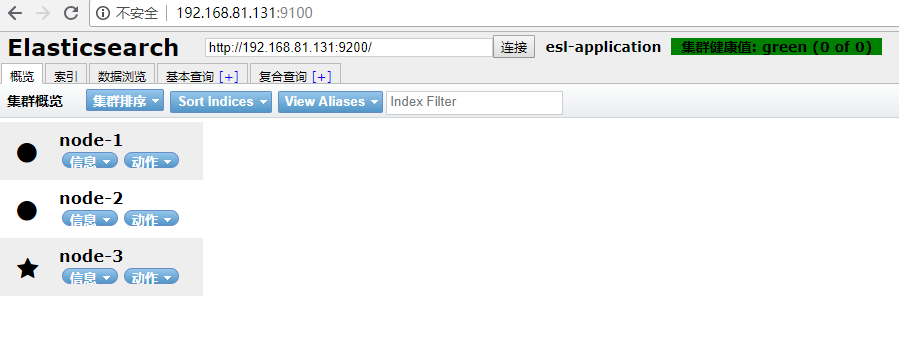 不安全 192.168.81.131:9100
Elasticsearch http://192.168.81.131:9200/ 连接 esl-application 集群健康值: green (0 of 0)
概览 索引 数据浏览 基本查询 [+] 复合查询 [+]
集群概览 集群排序 Sort Indices View Aliases Index Filter
node-1
信息 动作
node-2
信息 动作
node-3
信息 动作